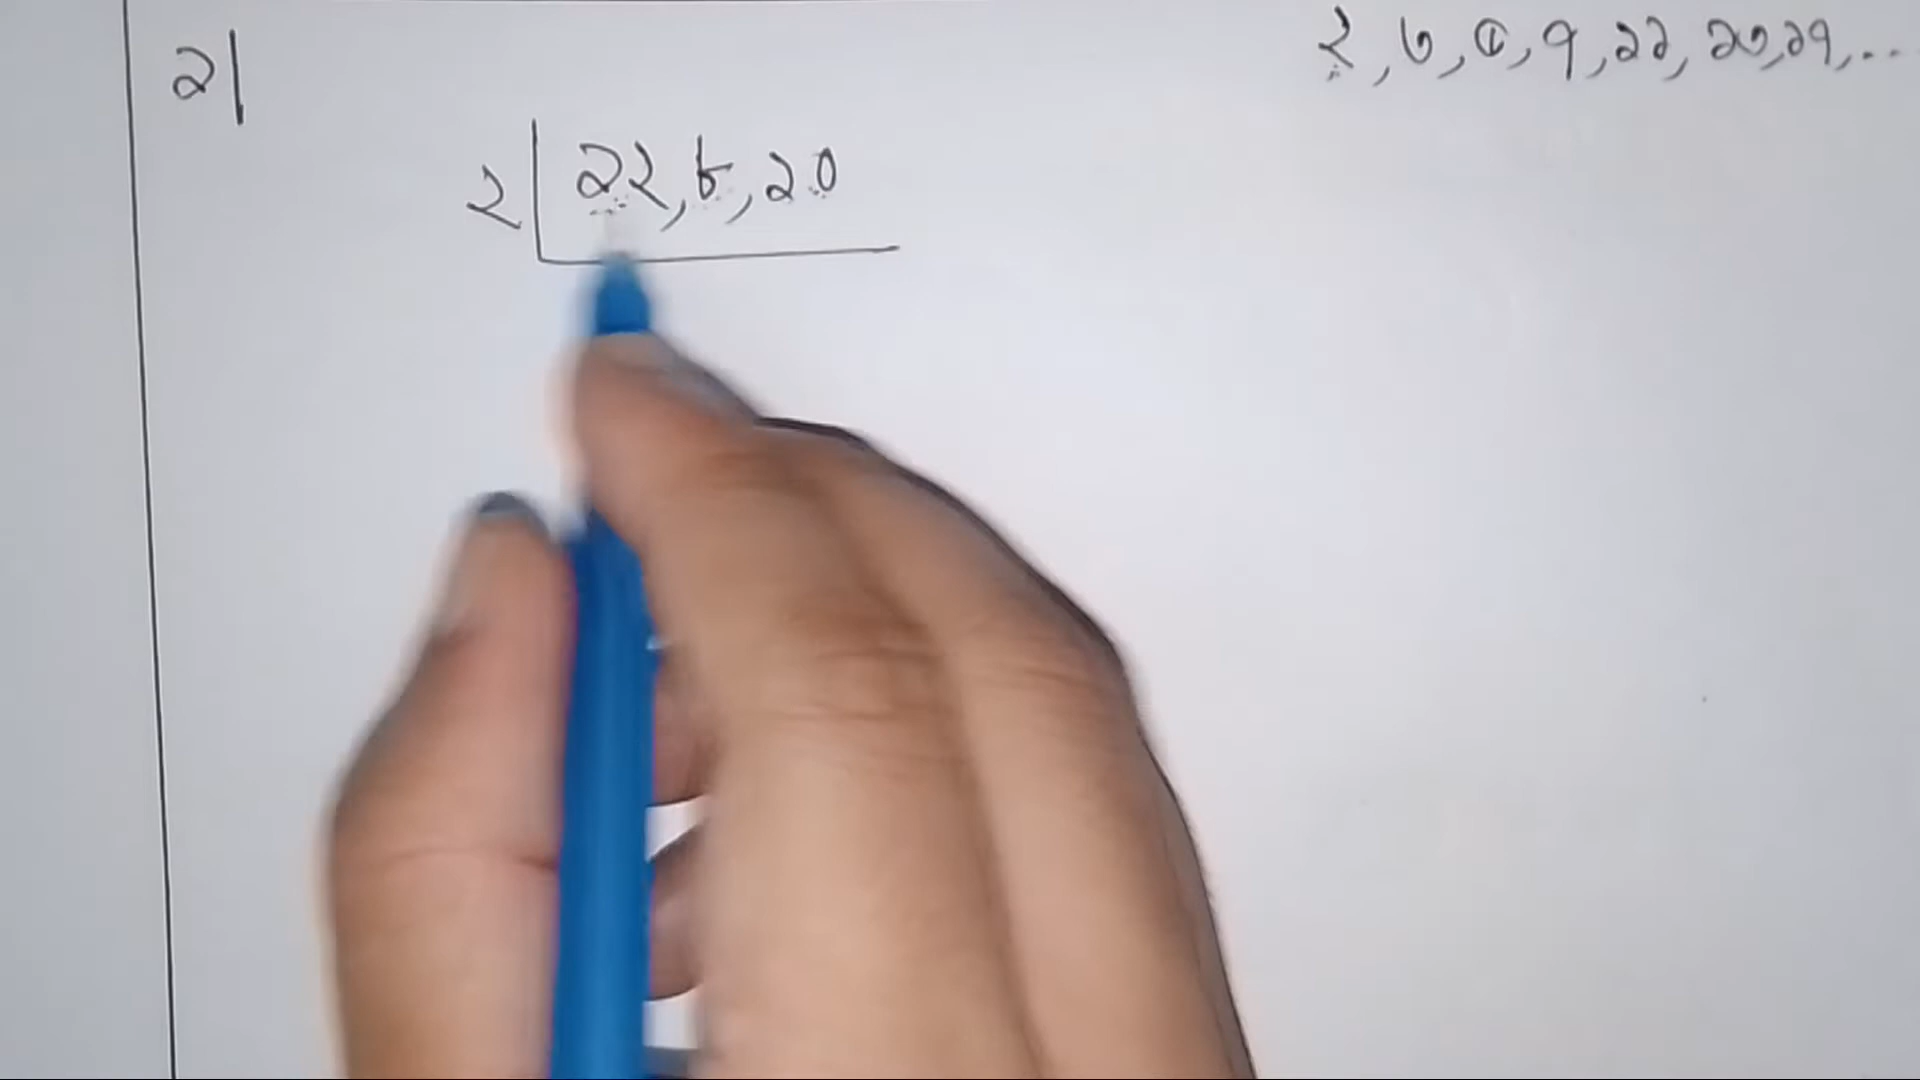 ১|
২, ৩, ৫, ৭, ১১, ১৩, ১৭, ...
২ | ১২, ৮, ১০